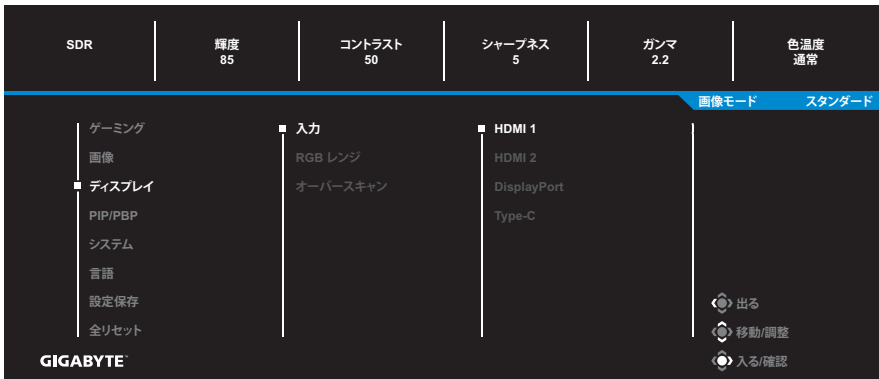 SDR
輝度
85
コントラスト
50
シャープネス
5
ガンマ
2.2
色温度
通常
画像モード スタンダード
ゲーミング
画像
ディスプレイ
PIP/PBP
システム
言語
設定保存
全リセット
入力
RGB レンジ
オーバースキャン
HDMI 1
HDMI 2
DisplayPort
Type-C
出る
移動/調整
入る/確認
GIGABYTE™